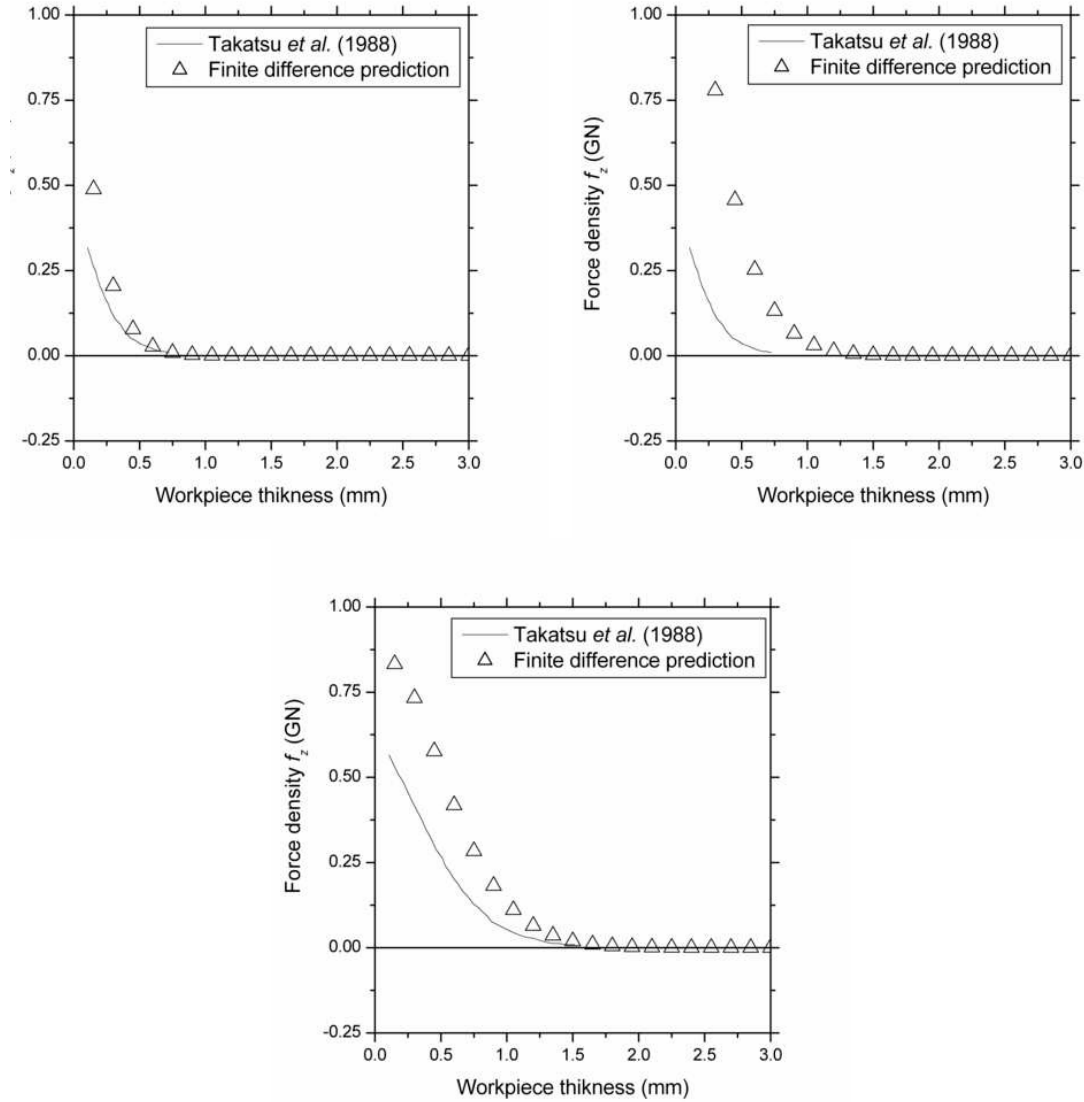 1.00
0.75
0.50
0.25
0.00
-0.25
Takatsu et al. (1988)
Finite difference prediction
0.0 0.5 1.0 1.5 2.0 2.5 3.0
Workpiece thikness (mm)
1.00
0.75
0.50
0.25
0.00
-0.25
Force density f_z (GN)
Takatsu et al. (1988)
Finite difference prediction
0.0 0.5 1.0 1.5 2.0 2.5 3.0
Workpiece thikness (mm)
1.00
0.75
0.50
0.25
0.00
-0.25
Force density f_z (GN)
Takatsu et al. (1988)
Finite difference prediction
0.0 0.5 1.0 1.5 2.0 2.5 3.0
Workpiece thikness (mm)